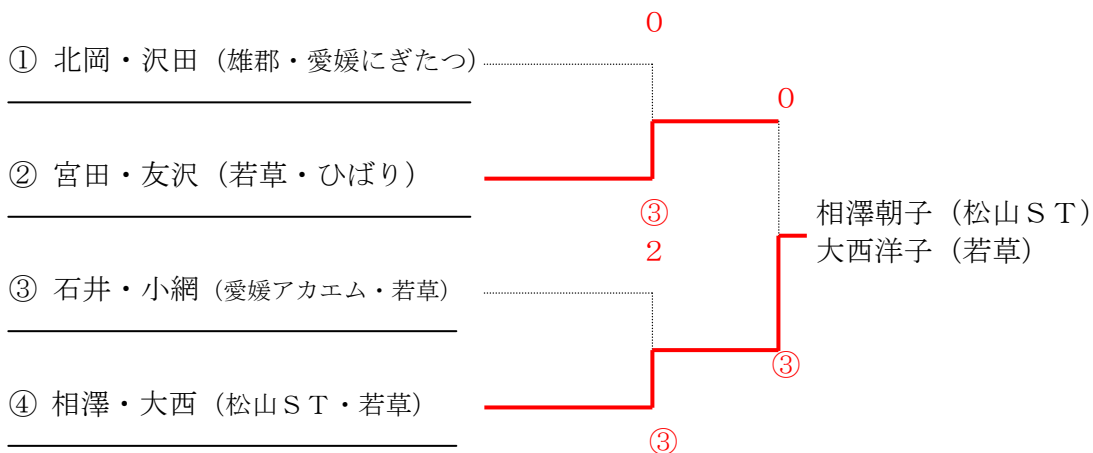 ０
① 北岡・沢田（雄郡・愛媛にぎたつ）
０
② 宮田・友沢（若草・ひばり）
③
相澤朝子（松山ＳＴ）
２
大西洋子（若草）
③ 石井・小網（愛媛アカエム・若草）
③
④ 相澤・大西（松山ＳＴ・若草）
③